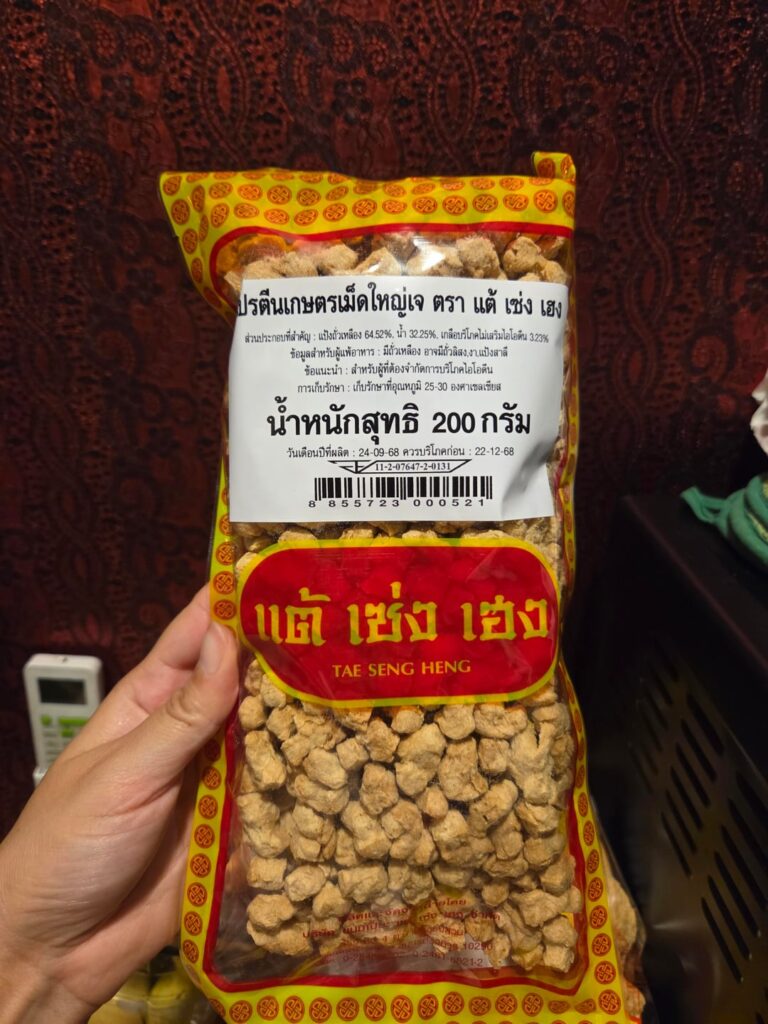 ปรตีนเกษตรเม็ดใหญ่เจ ตรา แต้ เซ่ง เฮง
ส่วนประกอบที่สำคัญ : แป้งถั่วเหลือง 64.52%, น้ำ 32.25%, เกลือบริโภคไม่เสริมไอโอดีน 3.23%
ข้อมูลสำหรับผู้แพ้อาหาร : มีถั่วเหลือง อาจมีถั่วลิสง,งา,แป้งสาลี
ข้อแนะนำ : สำหรับผู้ที่ต้องจำกัดการบริโภคไอโอดีน
การเก็บรักษา : เก็บรักษาที่อุณหภูมิ 25-30 องศาเซลเซียส
น้ำหนักสุทธิ 200 กรัม
วันเดือนปีที่ผลิต : 24-09-68 ควรบริโภคก่อน : 22-12-68
11-2-07647-2-0131
8 855723 000521
แต้ เซ่ง เฮง
TAE SENG HENG
10250